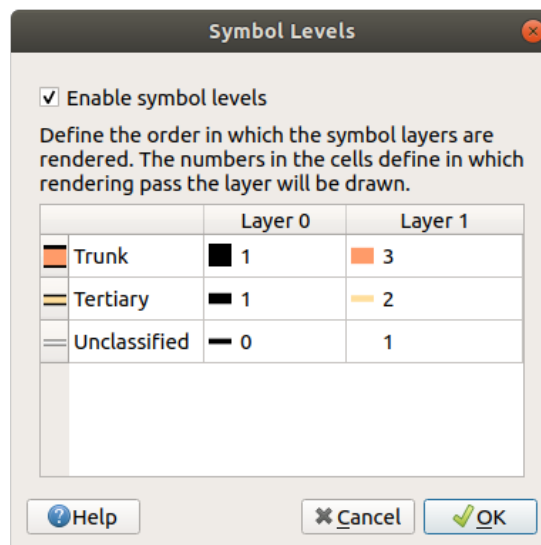 Symbol Levels
Enable symbol levels
Define the order in which the symbol layers are
rendered. The numbers in the cells define in which
rendering pass the layer will be drawn.
Layer 0 Layer 1
Trunk 1 3
Tertiary 1 2
Unclassified 0 1
Help Cancel OK